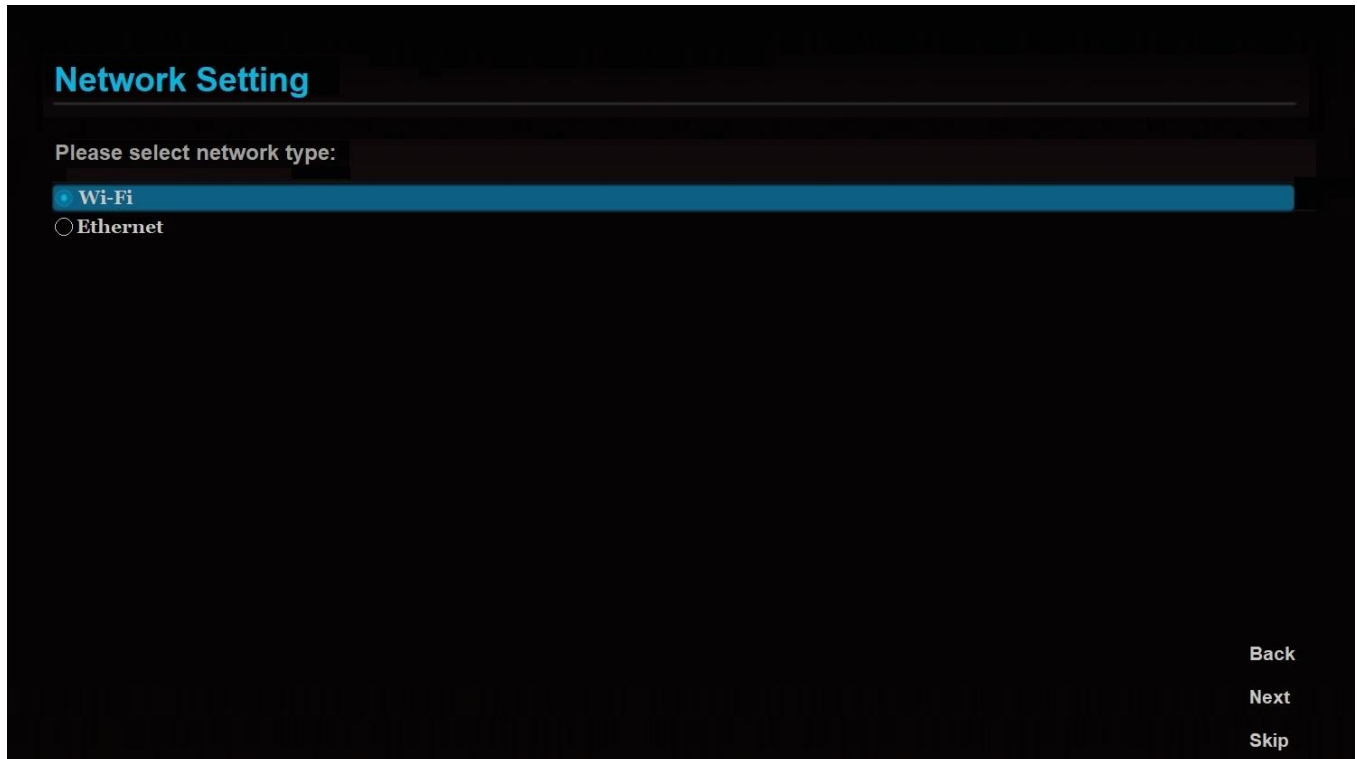 Network Setting
Please select network type:
Wi-Fi
Ethernet
Back
Next
Skip